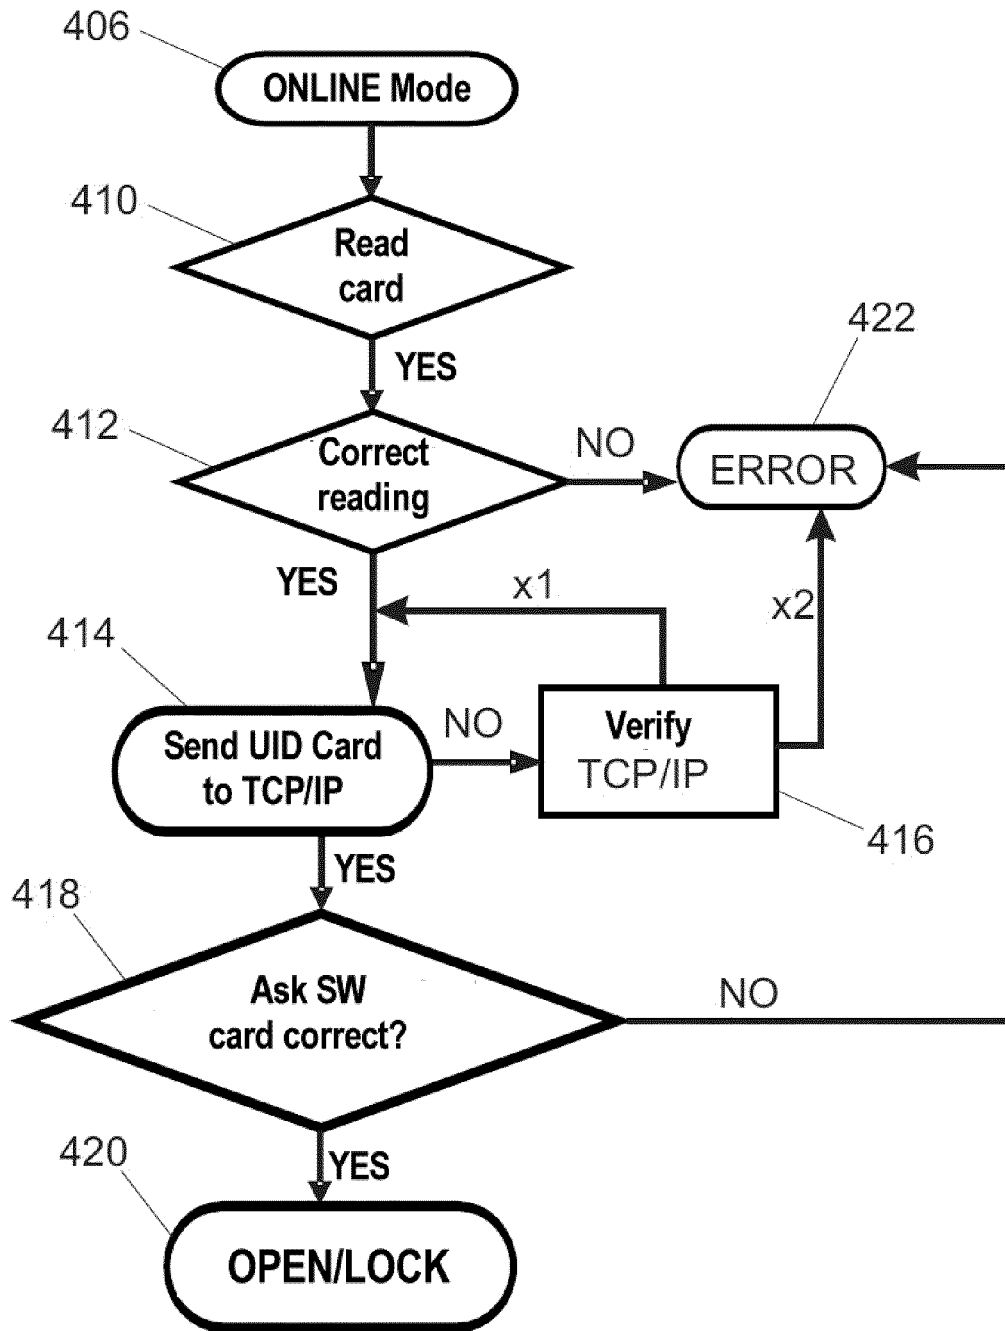 406
ONLINE Mode
410
Read
card
YES
422
412
Correct
reading
NO
ERROR
YES
x1
x2
414
Send UID Card
to TCP/IP
NO
Verify
TCP/IP
416
YES
418
Ask SW
card correct?
NO
YES
420
OPEN/LOCK